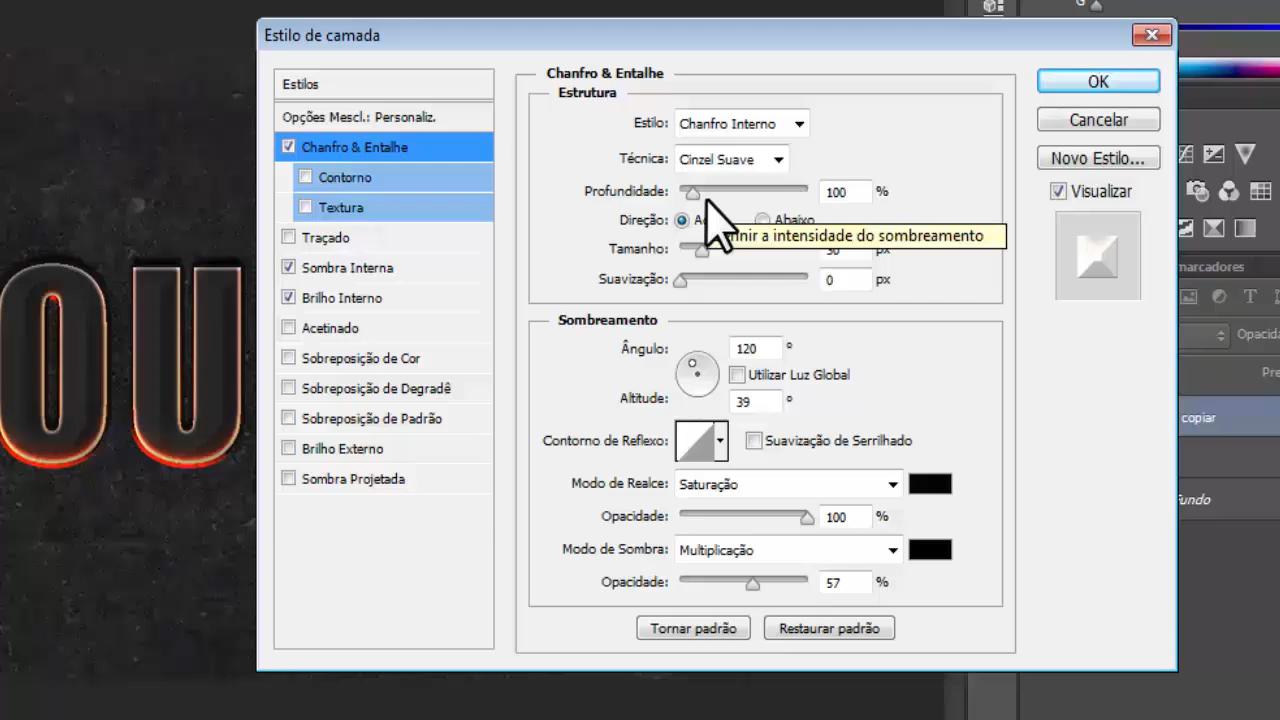 G
Estilo de camada
Estilos
Opções Mescl.: Personaliz.
Chanfro & Entalhe
Contorno
Textura
Traçado
Sombra Interna
Brilho Interno
Acetinado
Sobreposição de Cor
Sobreposição de Degradê
Sobreposição de Padrão
Brilho Externo
Sombra Projetada
OU
Chanfro & Entalhe
Estrutura
Estilo: Chanfro Interno
Técnica: Cinzel Suave
Profundidade: 100 %
Direção: Abaixo
a intensidade do sombreamento
Tamanho: px
Suavização: 0 px
Sombreamento
Ângulo: 120 °
Utilizar Luz Global
Altitude: 39 °
Contorno de Reflexo: Suavização de Serrilhado
Modo de Realce: Saturação
Opacidade: 100 %
Modo de Sombra: Multiplicação
Opacidade: 57 %
Tornar padrão Restaurar padrão
OK
Cancelar
Novo Estilo...
Visualizar
marcadores
T
Opacida
Pre
copiar
Fundo